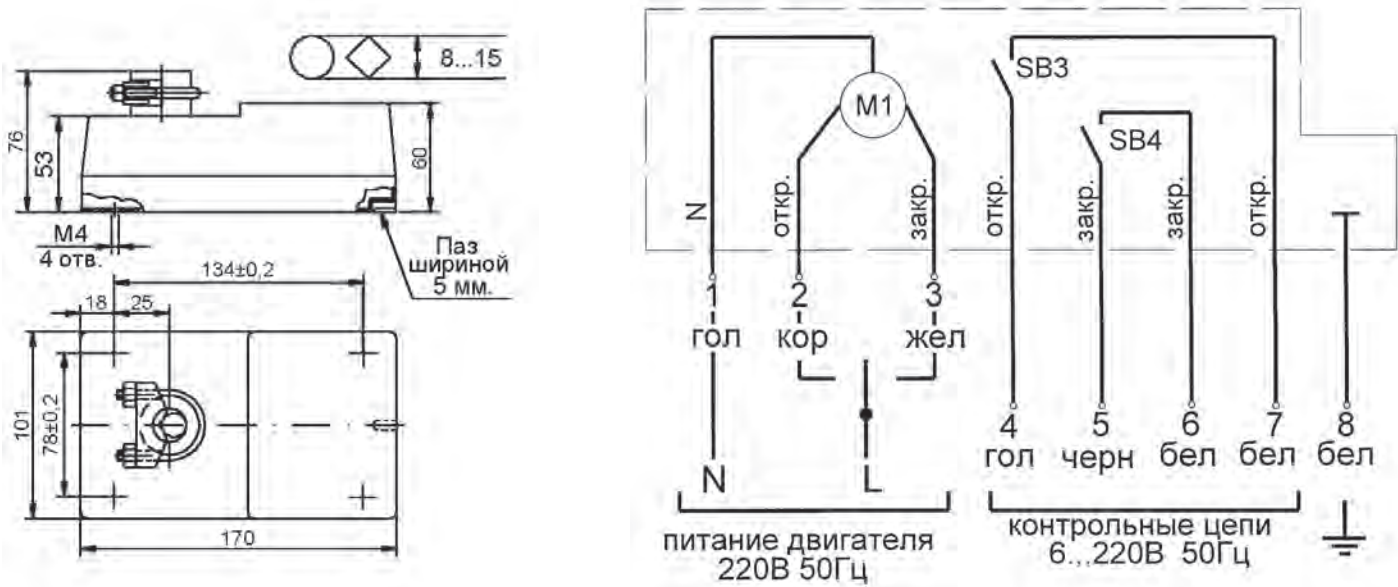 8...15
76
53
60
М4
4 отв.
Паз
шириной
5 мм.
134±0,2
18
25
101
78±0,2
170
М1
SB3
SB4
N
откр.
закр.
откр.
закр.
закр.
откр.
1 2 3
гол кор жел
4 5 6 7 8
гол черн бел бел бел
N L
питание двигателя
220В 50Гц
контрольные цепи
6...220В 50Гц